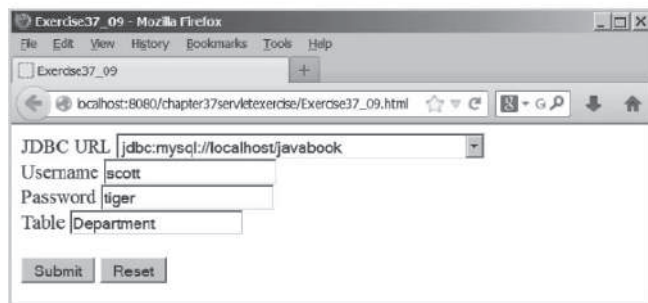 Exercise37_09 - Mozilla Firefox
File Edit View History Bookmarks Tools Help
Exercise37_09 +
localhost:8080/chapter37servletexercise/Exercise37_09.html 8 - G
JDBC URL jdbc:mysql://localhost/javabook
Username scott
Password tiger
Table Department
Submit Reset